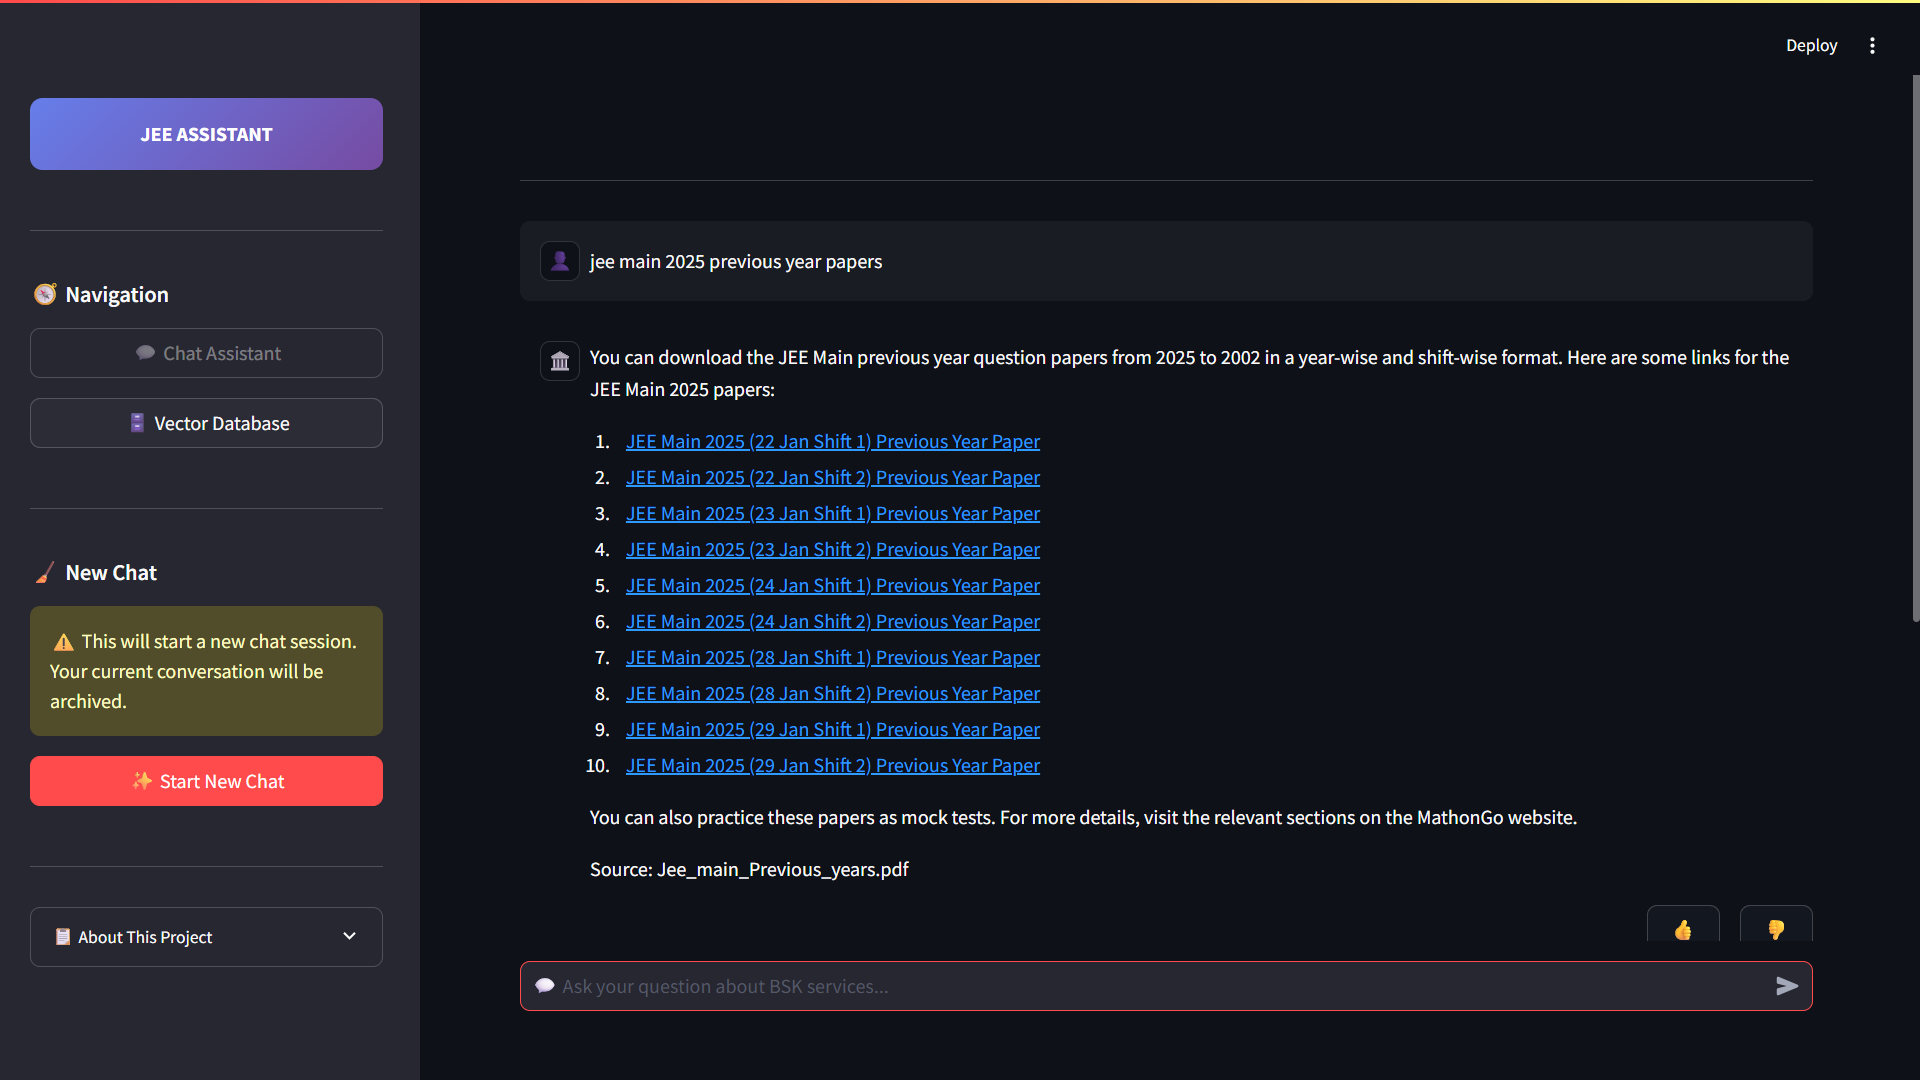 Deploy
JEE ASSISTANT
Navigation
Chat Assistant
Vector Database
New Chat
This will start a new chat session.
Your current conversation will be
archived.
Start New Chat
About This Project
jee main 2025 previous year papers
You can download the JEE Main previous year question papers from 2025 to 2002 in a year-wise and shift-wise format. Here are some links for the
JEE Main 2025 papers:
1. JEE Main 2025 (22 Jan Shift 1) Previous Year Paper
2. JEE Main 2025 (22 Jan Shift 2) Previous Year Paper
3. JEE Main 2025 (23 Jan Shift 1) Previous Year Paper
4. JEE Main 2025 (23 Jan Shift 2) Previous Year Paper
5. JEE Main 2025 (24 Jan Shift 1) Previous Year Paper
6. JEE Main 2025 (24 Jan Shift 2) Previous Year Paper
7. JEE Main 2025 (28 Jan Shift 1) Previous Year Paper
8. JEE Main 2025 (28 Jan Shift 2) Previous Year Paper
9. JEE Main 2025 (29 Jan Shift 1) Previous Year Paper
10. JEE Main 2025 (29 Jan Shift 2) Previous Year Paper
You can also practice these papers as mock tests. For more details, visit the relevant sections on the MathonGo website.
Source: Jee_main_Previous_years.pdf
Ask your question about BSK services...